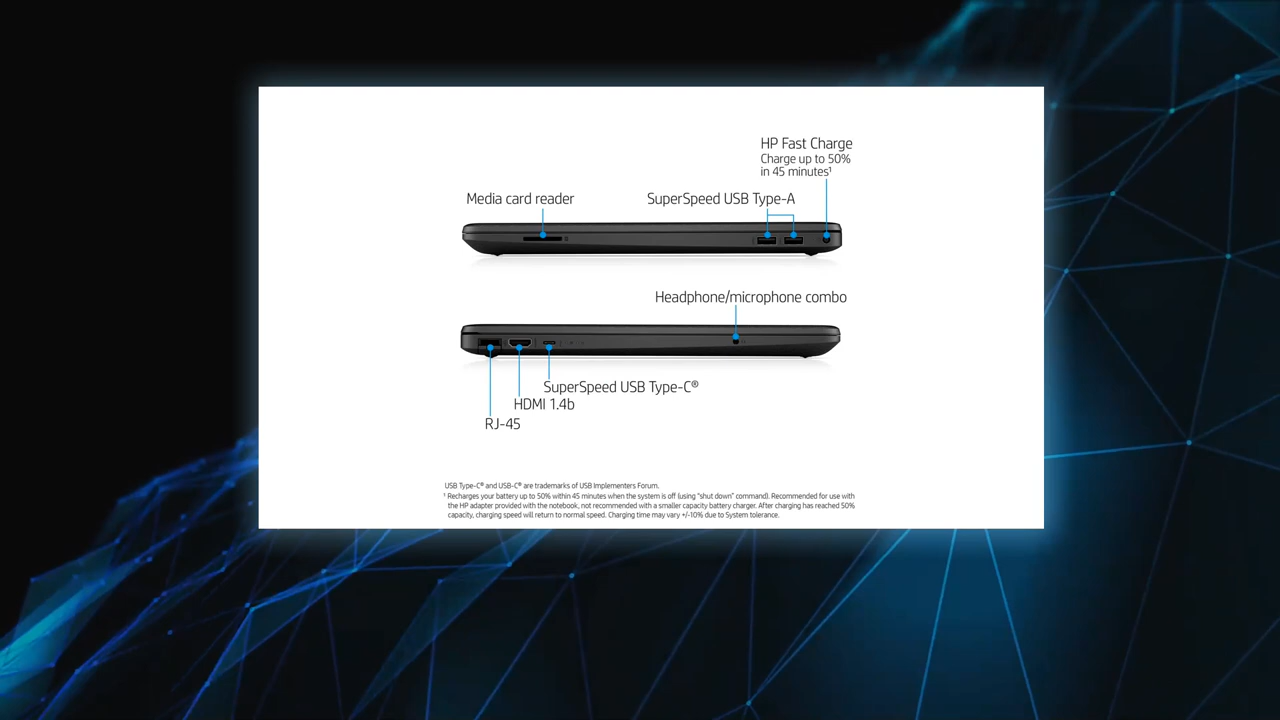 HP Fast Charge
Charge up to 50%
in 45 minutes¹
Media card reader
SuperSpeed USB Type-A
Headphone/microphone combo
SuperSpeed USB Type-C®
HDMI 1.4b
RJ-45
USB Type-C® and USB-C® are trademarks of USB Implementers Forum.
¹ Recharges your battery up to 50% within 45 minutes when the system is off (using "shut down" command). Recommended for use with
the HP adapter provided with the notebook, not recommended with a smaller capacity battery charger. After charging has reached 50%
capacity, charging speed will return to normal speed. Charging time may vary +/-10% due to System tolerance.